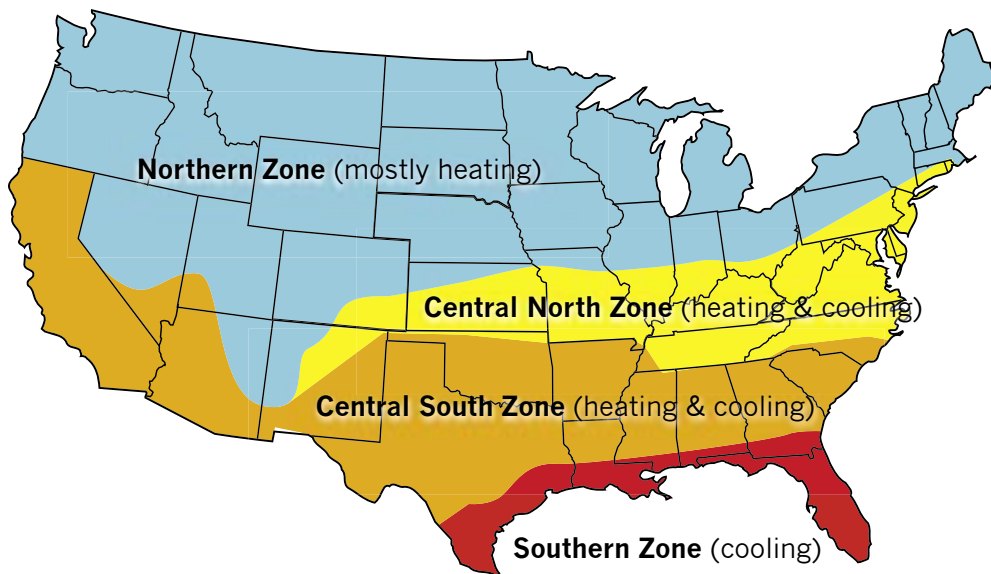 Northern Zone (mostly heating)
Central North Zone (heating & cooling)
Central South Zone (heating & cooling)
Southern Zone (cooling)